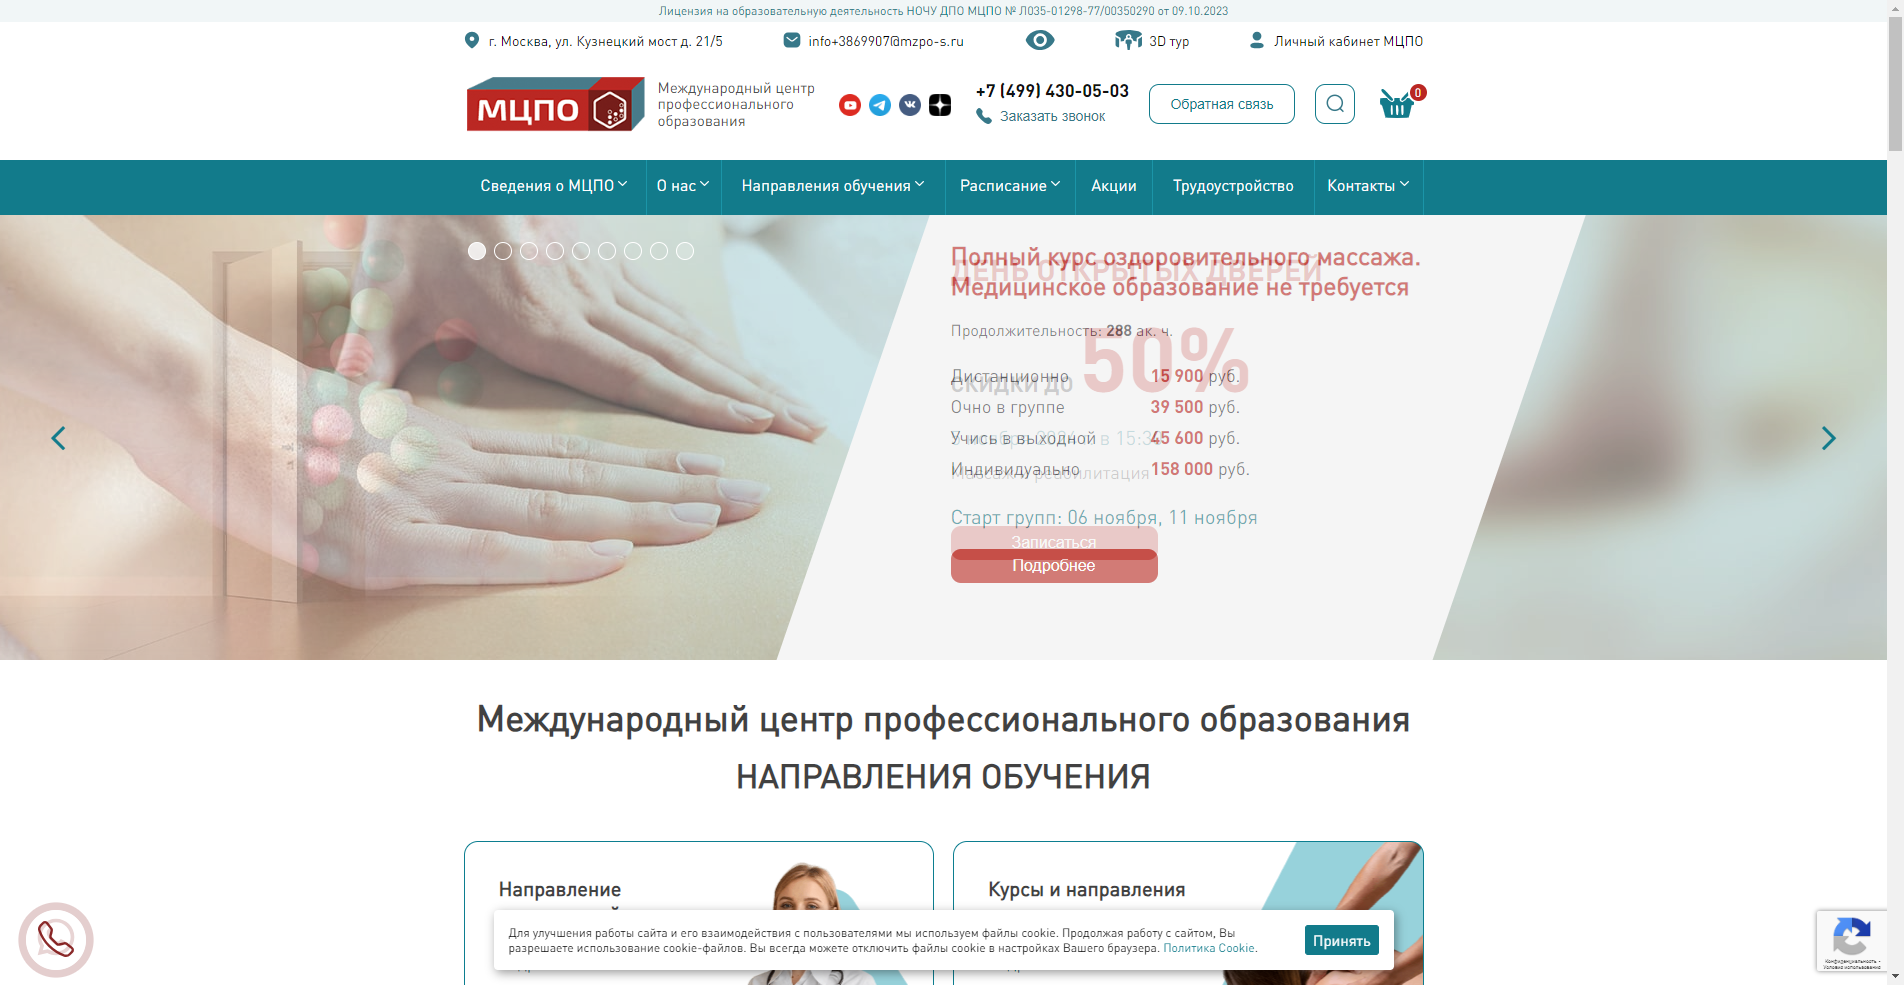 Лицензия на образовательную деятельность НОЧУ ДПО МЦПО № Л035-01298-77/00350290 от 09.10.2023
г. Москва, ул. Кузнецкий мост д. 21/5
info+3869907@mzpo-s.ru
3D тур
Личный кабинет МЦПО
МЦПО
Международный центр
профессионального
образования
+7 (499) 430-05-03
Заказать звонок
Обратная связь
0
Сведения о МЦПО
О нас
Направления обучения
Расписание
Акции
Трудоустройство
Контакты
Полный курс оздоровительного массажа.
ДЕНЬ ОТКРЫТЫХ ДВЕРЕЙ
Медицинское образование не требуется
Продолжительность: 288 ак. ч.
скидки до 50%
Дистанционно 15 900 руб.
Очно в группе 39 500 руб.
Учись в выходной 45 600 руб.
Индивидуально 158 000 руб.
Массаж и реабилитация
Старт групп: 06 ноября, 11 ноября
Записаться
Подробнее
Международный центр профессионального образования
НАПРАВЛЕНИЯ ОБУЧЕНИЯ
Направление
Курсы и направления
Для улучшения работы сайта и его взаимодействия с пользователями мы используем файлы cookie. Продолжая работу с сайтом, Вы
разрешаете использование cookie-файлов. Вы всегда можете отключить файлы cookie в настройках Вашего браузера. Политика Cookie.
Принять
Конфиденциальность -
Условия использования